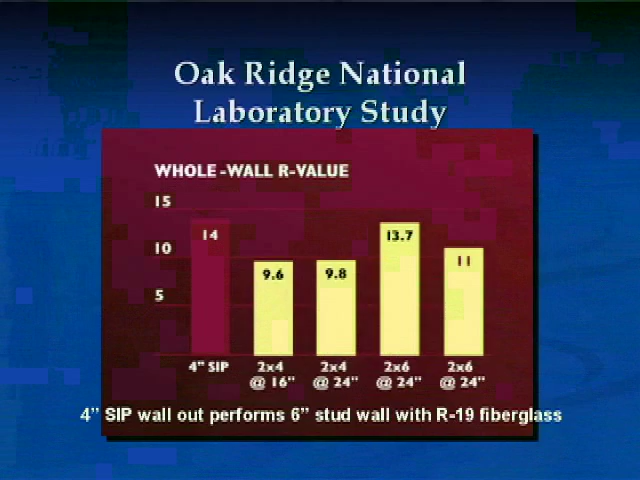 Oak Ridge National
Laboratory Study
WHOLE-WALL R-VALUE
15
10
5
14
9.6
9.8
13.7
11
4" SIP
2x4
@ 16"
2x4
@ 24"
2x6
@ 24"
2x6
@ 24"
4" SIP wall out performs 6" stud wall with R-19 fiberglass